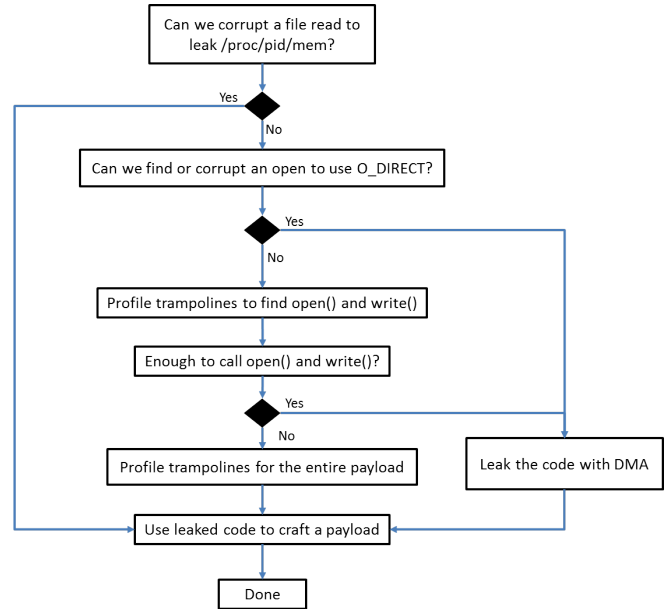 Can we corrupt a file read to
leak /proc/pid/mem?
Yes
No
Can we find or corrupt an open to use O_DIRECT?
Yes
No
Profile trampolines to find open() and write()
Enough to call open() and write()?
Yes
No
Profile trampolines for the entire payload
Leak the code with DMA
Use leaked code to craft a payload
Done